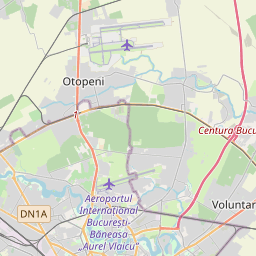 Otopeni
1
Centura Bucu
Aeroportul
Internațional
București
Băneasa
„Aurel Vlaicu”
Voluntar
DN1A